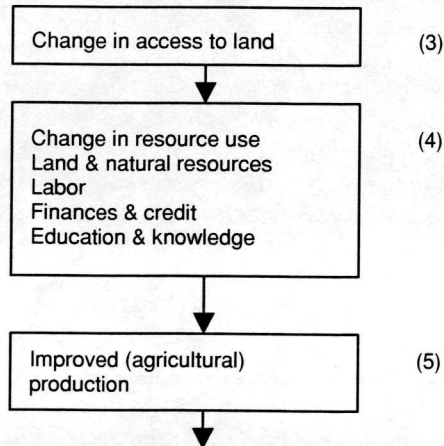 Change in access to land (3)
Change in resource use (4)
Land & natural resources
Labor
Finances & credit
Education & knowledge
Improved (agricultural) (5)
production